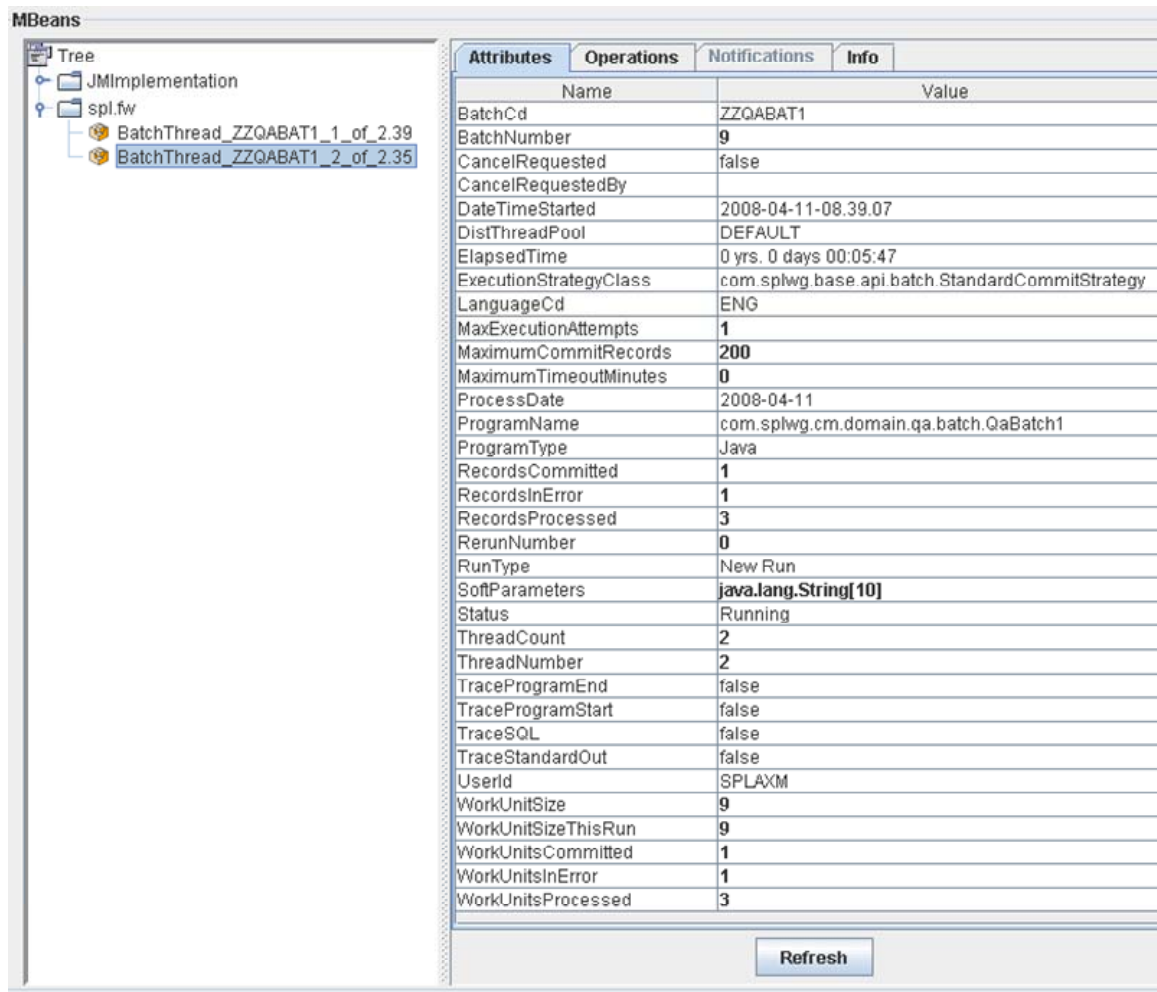 MBeans
Tree
JMImplementation
spl.fw
BatchThread_ZZQABAT1_1_of_2.39
BatchThread_ZZQABAT1_2_of_2.35
Attributes Operations Notifications Info
Name Value
BatchCd ZZQABAT1
BatchNumber 9
CancelRequested false
CancelRequestedBy
DateTimeStarted 2008-04-11-08.39.07
DistThreadPool DEFAULT
ElapsedTime 0 yrs. 0 days 00:05:47
ExecutionStrategyClass com.splwg.base.api.batch.StandardCommitStrategy
LanguageCd ENG
MaxExecutionAttempts 1
MaximumCommitRecords 200
MaximumTimeoutMinutes 0
ProcessDate 2008-04-11
ProgramName com.splwg.cm.domain.qa.batch.QaBatch1
ProgramType Java
RecordsCommitted 1
RecordsInError 1
RecordsProcessed 3
RerunNumber 0
RunType New Run
SoftParameters java.lang.String[10]
Status Running
ThreadCount 2
ThreadNumber 2
TraceProgramEnd false
TraceProgramStart false
TraceSQL false
TraceStandardOut false
UserId SPLAXM
WorkUnitSize 9
WorkUnitSizeThisRun 9
WorkUnitsCommitted 1
WorkUnitsInError 1
WorkUnitsProcessed 3
Refresh